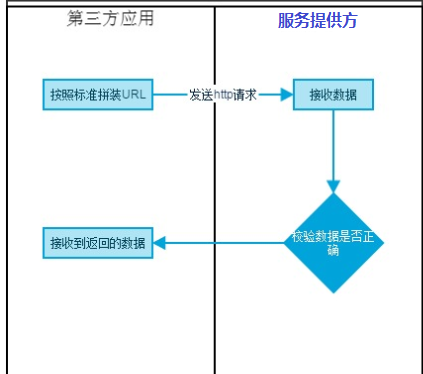 第三方应用
服务提供方
按照标准拼装URL
发送http请求
接收数据
校验数据是否正
确
接收到返回的数据